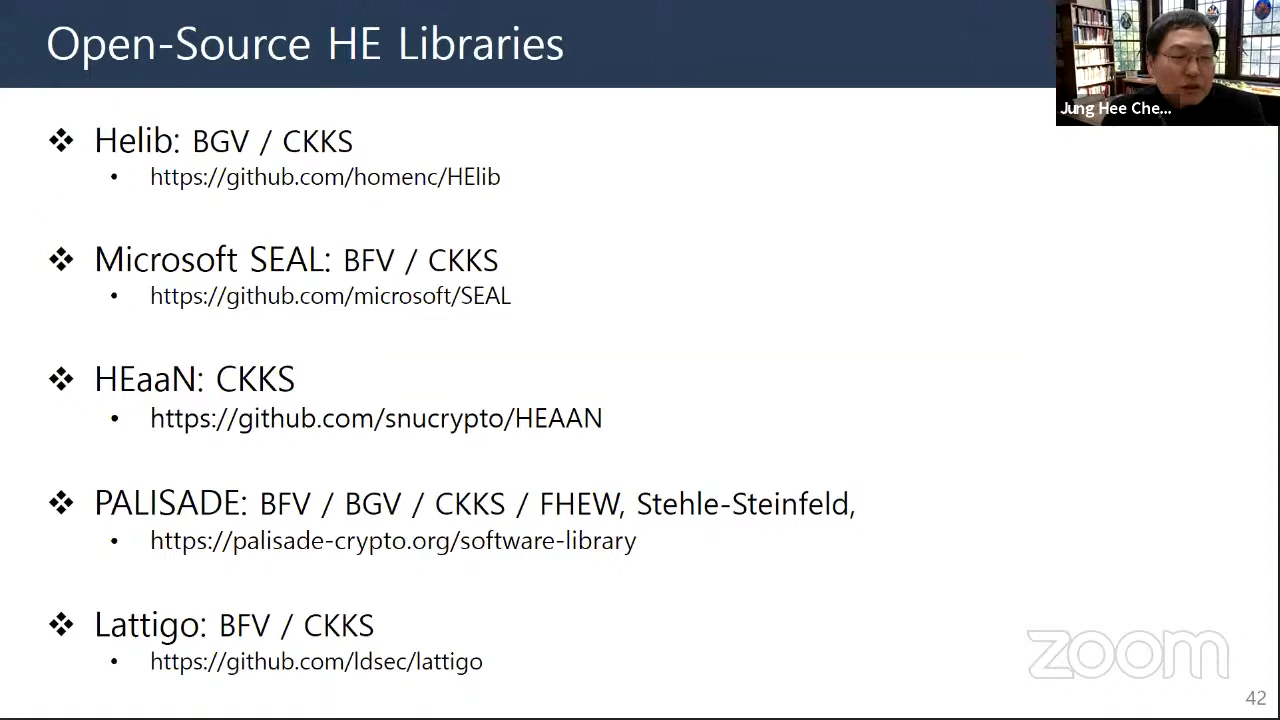 Open-Source HE Libraries
Jung Hee Che...
❖ Helib: BGV / CKKS
• https://github.com/homenc/HElib
❖ Microsoft SEAL: BFV / CKKS
• https://github.com/microsoft/SEAL
❖ HEaaN: CKKS
• https://github.com/snucrypto/HEAAN
❖ PALISADE: BFV / BGV / CKKS / FHEW, Stehle-Steinfeld,
• https://palisade-crypto.org/software-library
❖ Lattigo: BFV / CKKS
• https://github.com/ldsec/lattigo
zoom
42